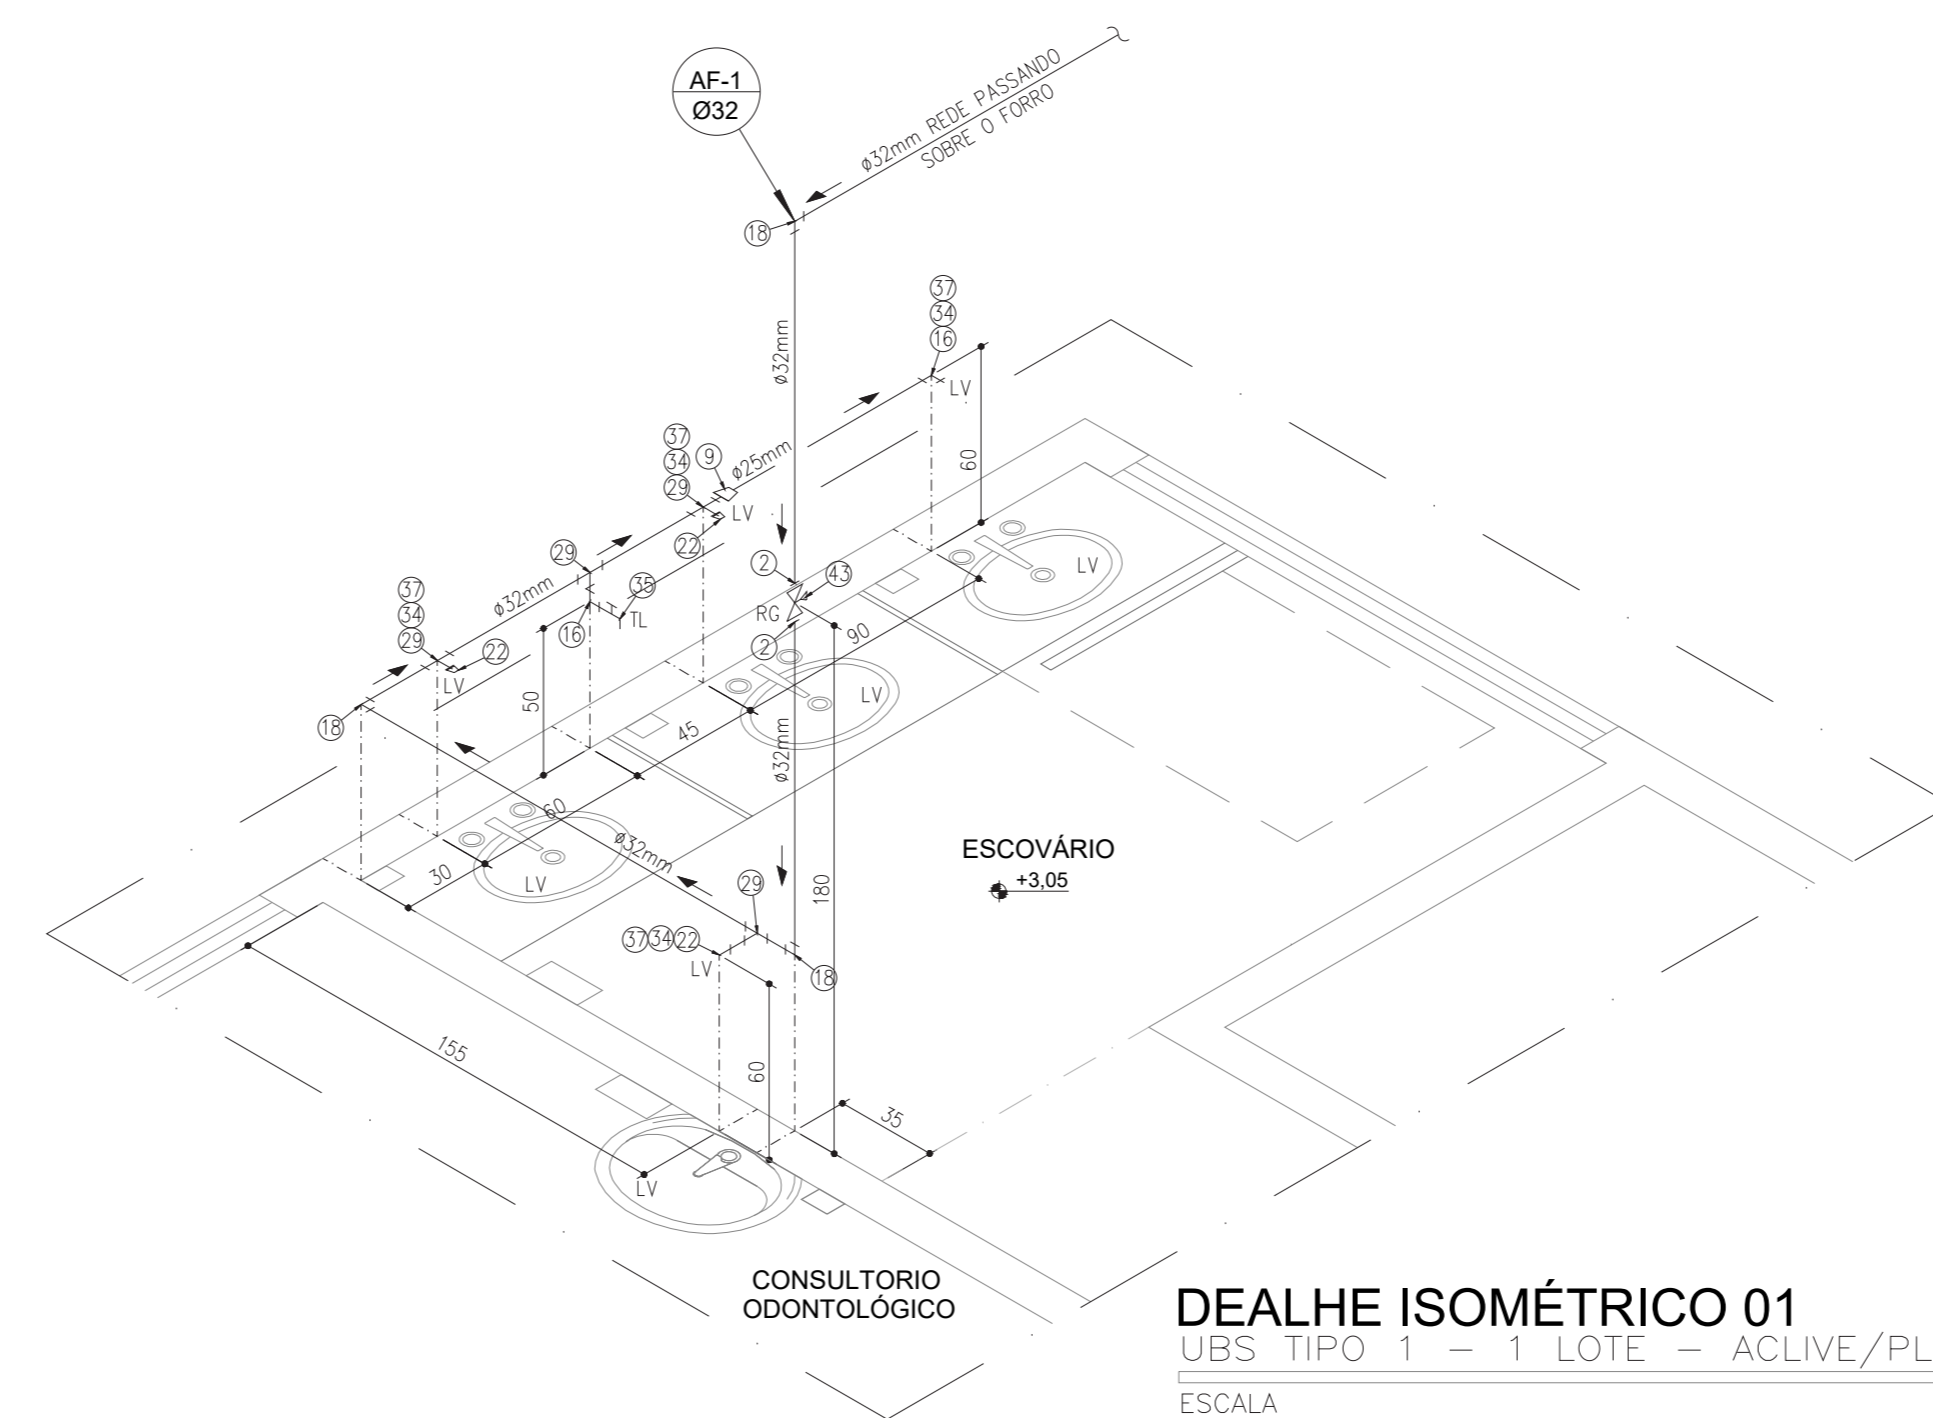 AF-1
Ø32
ø32mm REDE PASSANDO
SOBRE O FORRO
18
ø32mm
37
34
16
LV
60
37
34
29
9
ø25mm
LV
22
29
ø32mm
35
TL
16
2
43
RG
2
90
LV
37
34
29
22
LV
50
18
LV
45
ø32mm
60
ø32mm
30
LV
180
ESCOVÁRIO
+3,05
29
37
34
22
LV
18
155
60
35
LV
CONSULTORIO
ODONTOLÓGICO
DEALHE ISOMÉTRICO 01
UBS TIPO 1 – 1 LOTE – ACLIVE/PL
ESCALA